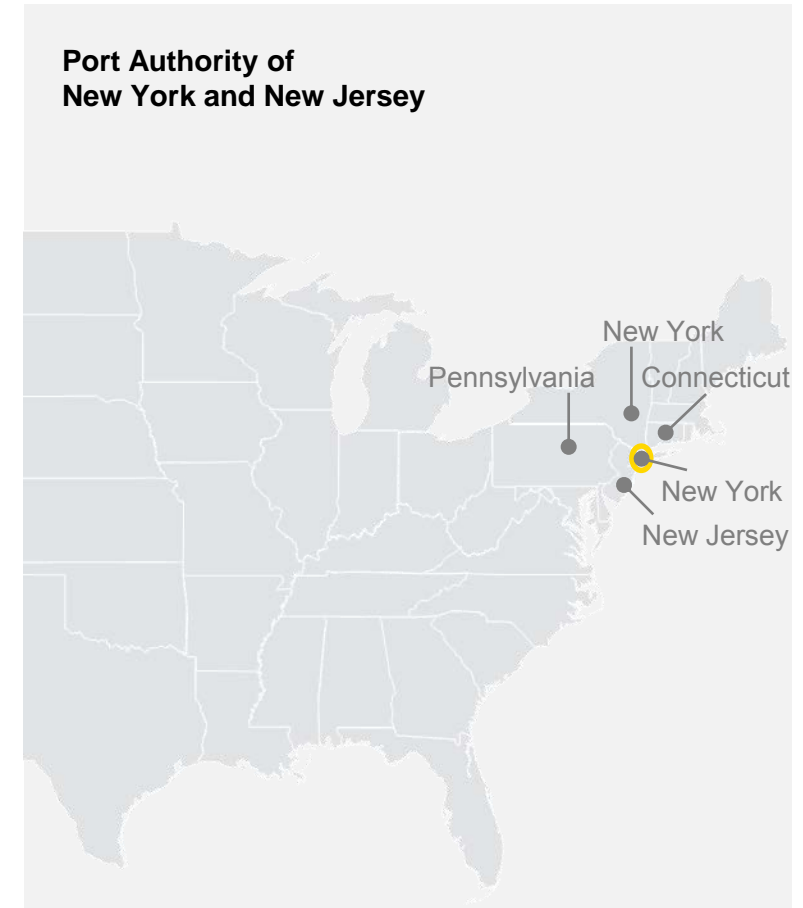 Port Authority of
New York and New Jersey
New York
Pennsylvania
Connecticut
New York
New Jersey